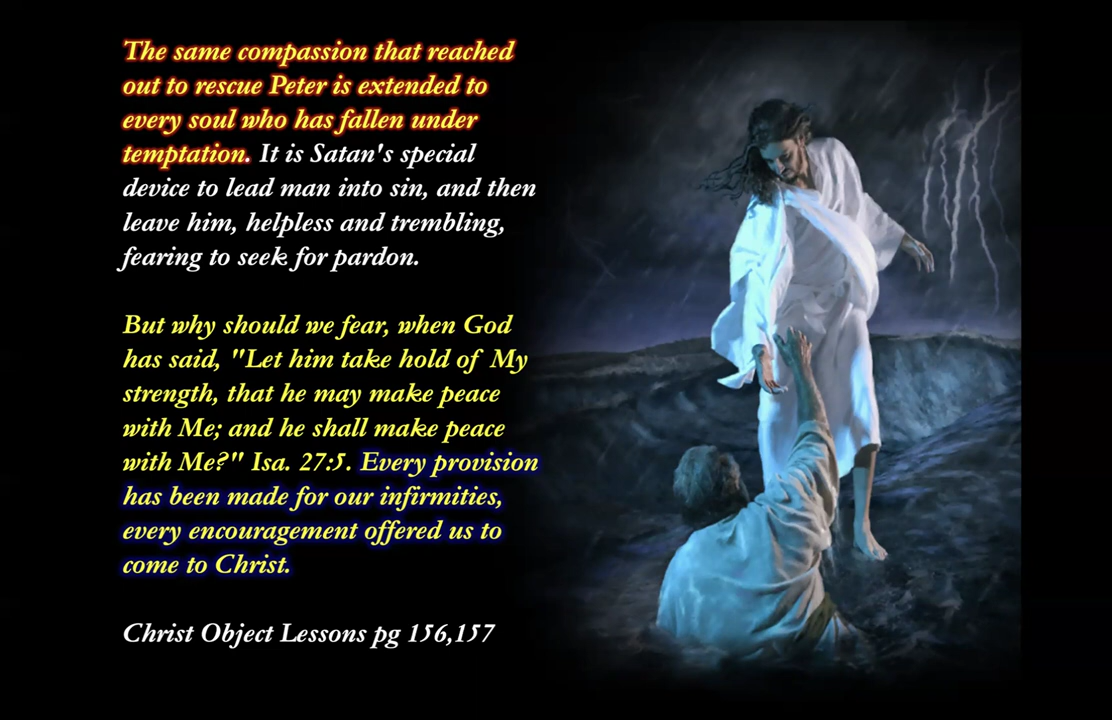 The same compassion that reached
out to rescue Peter is extended to
every soul who has fallen under
temptation. It is Satan's special
device to lead man into sin, and then
leave him, helpless and trembling,
fearing to seek for pardon.
But why should we fear, when God
has said, "Let him take hold of My
strength, that he may make peace
with Me; and he shall make peace
with Me?" Isa. 27:5. Every provision
has been made for our infirmities,
every encouragement offered us to
come to Christ.
Christ Object Lessons pg 156,157